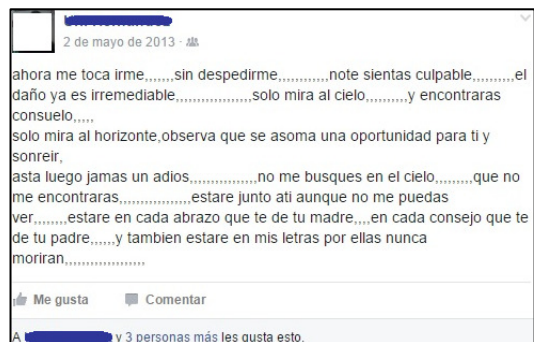 2 de mayo de 2013 ·
ahora me toca irme,,,,,,,sin despedirme,,,,,,,,,,,,note sientas culpable,,,,,,,,,,el
daño ya es irremediable,,,,,,,,,,,,,,,,,,solo mira al cielo,,,,,,,,,,y encontraras
consuelo,,,,,
solo mira al horizonte,observa que se asoma una oportunidad para ti y
sonreir,
asta luego jamas un adios,,,,,,,,,,,,,,,no me busques en el cielo,,,,,,,,,que no
me encontraras,,,,,,,,,,,,,,,,,estare junto ati aunque no me puedas
ver,,,,,,,,estare en cada abrazo que te de tu madre,,,,en cada consejo que te
de tu padre,,,,,,y tambien estare en mis letras por ellas nunca
moriran,,,,,,,,,,,,,,,,,,,
Me gusta Comentar
A y 3 personas más les gusta esto.